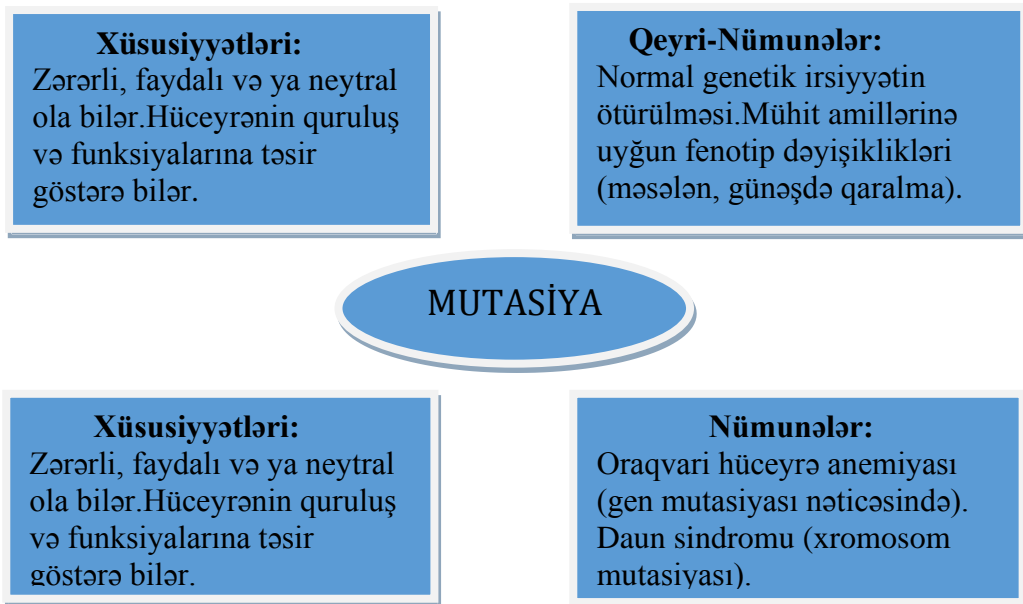 Xüsusiyyətləri:
Zərərli, faydalı və ya neytral
ola bilər.Hüceyrənin quruluş
və funksiyalarına təsir
göstərə bilər.
Qeyri-Nümunələr:
Normal genetik irsiyyətin
ötürülməsi.Mühit amillərinə
uyğun fenotip dəyişiklikləri
(məsələn, günəşdə qaralma).
MUTASİYA
Xüsusiyyətləri:
Zərərli, faydalı və ya neytral
ola bilər.Hüceyrənin quruluş
və funksiyalarına təsir
göstərə bilər.
Nümunələr:
Oraqvari hüceyrə anemiyası
(gen mutasiyası nəticəsində).
Daun sindromu (xromosom
mutasiyası).